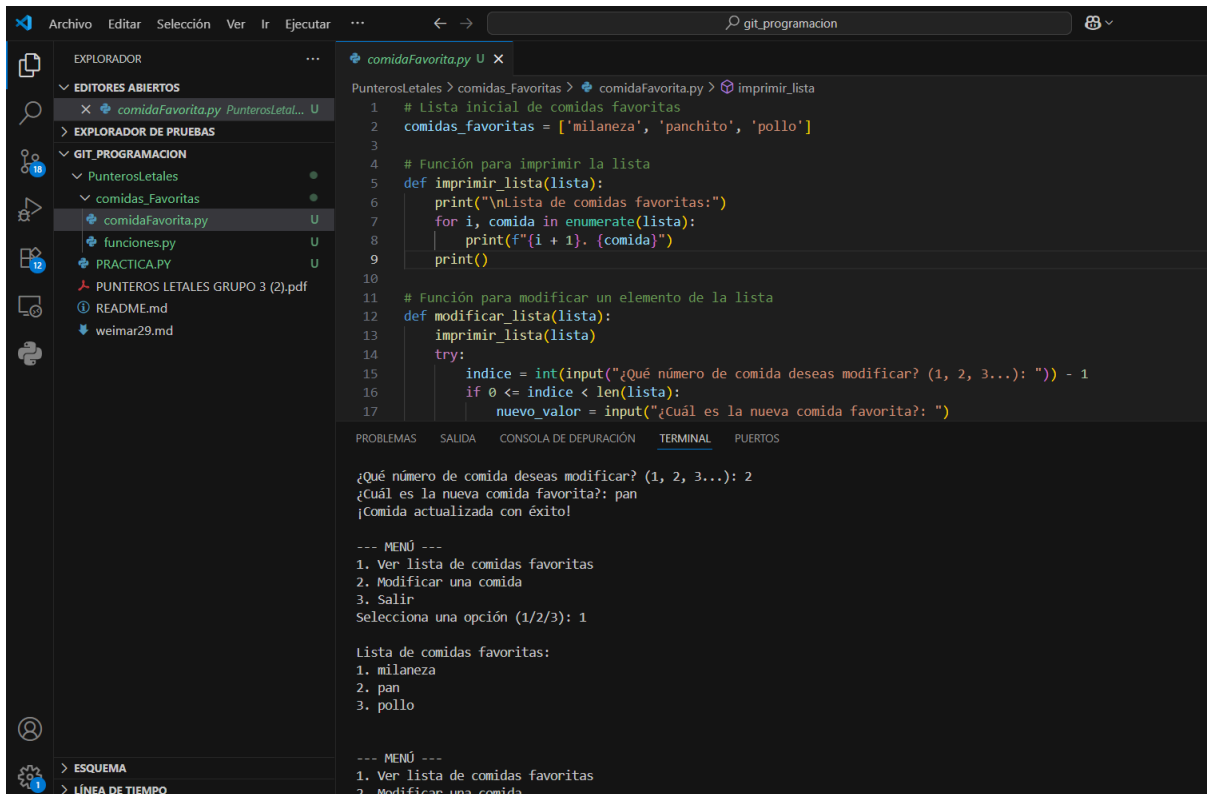 Archivo Editar Selección Ver Ir Ejecutar ··· ← → git_programacion
EXPLORADOR ···
EDITORES ABIERTOS
comidaFavorita.py PunterosLetal... U
EXPLORADOR DE PRUEBAS
GIT_PROGRAMACION
PunterosLetales
comidas_Favoritas
comidaFavorita.py U
funciones.py U
PRACTICA.PY U
PUNTEROS LETALES GRUPO 3 (2).pdf
README.md
weimar29.md
ESQUEMA
LÍNEA DE TIEMPO
18
12
1
comidaFavorita.py U
PunterosLetales > comidas_Favoritas > comidaFavorita.py > imprimir_lista
1 # Lista inicial de comidas favoritas
2 comidas_favoritas = ['milaneza', 'panchito', 'pollo']
3
4 # Función para imprimir la lista
5 def imprimir_lista(lista):
6 print("\nLista de comidas favoritas:")
7 for i, comida in enumerate(lista):
8 print(f"{i + 1}. {comida}")
9 print()
10
11 # Función para modificar un elemento de la lista
12 def modificar_lista(lista):
13 imprimir_lista(lista)
14 try:
15 indice = int(input("¿Qué número de comida deseas modificar? (1, 2, 3...): ")) - 1
16 if 0 <= indice < len(lista):
17 nuevo_valor = input("¿Cuál es la nueva comida favorita?: ")
PROBLEMAS SALIDA CONSOLA DE DEPURACIÓN TERMINAL PUERTOS
¿Qué número de comida deseas modificar? (1, 2, 3...): 2
¿Cuál es la nueva comida favorita?: pan
¡Comida actualizada con éxito!
--- MENÚ ---
1. Ver lista de comidas favoritas
2. Modificar una comida
3. Salir
Selecciona una opción (1/2/3): 1
Lista de comidas favoritas:
1. milaneza
2. pan
3. pollo
--- MENÚ ---
1. Ver lista de comidas favoritas
2. Modificar una comida